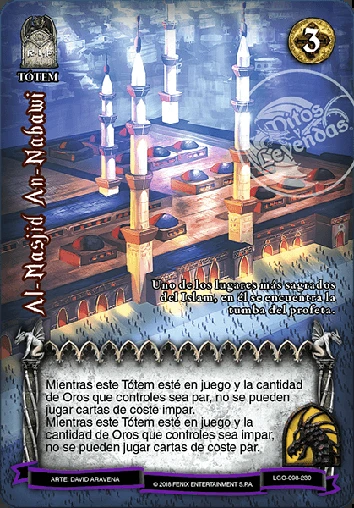 TÓTEM
3
Mitos
y
Leyendas
Al-Masjid An-Nabawi
Uno de los lugares más sagrados
del Islam, en él se encuentra la
tumba del profeta.
Mientras este Tótem esté en juego y la cantidad
de Oros que controles sea par, no se pueden
jugar cartas de coste impar.
Mientras este Tótem esté en juego y la
cantidad de Oros que controles sea impar,
no se pueden jugar cartas de coste par.
ARTE: DAVID ARAVENA
© 2018 FENIX ENTERTAINMENT S.P.A